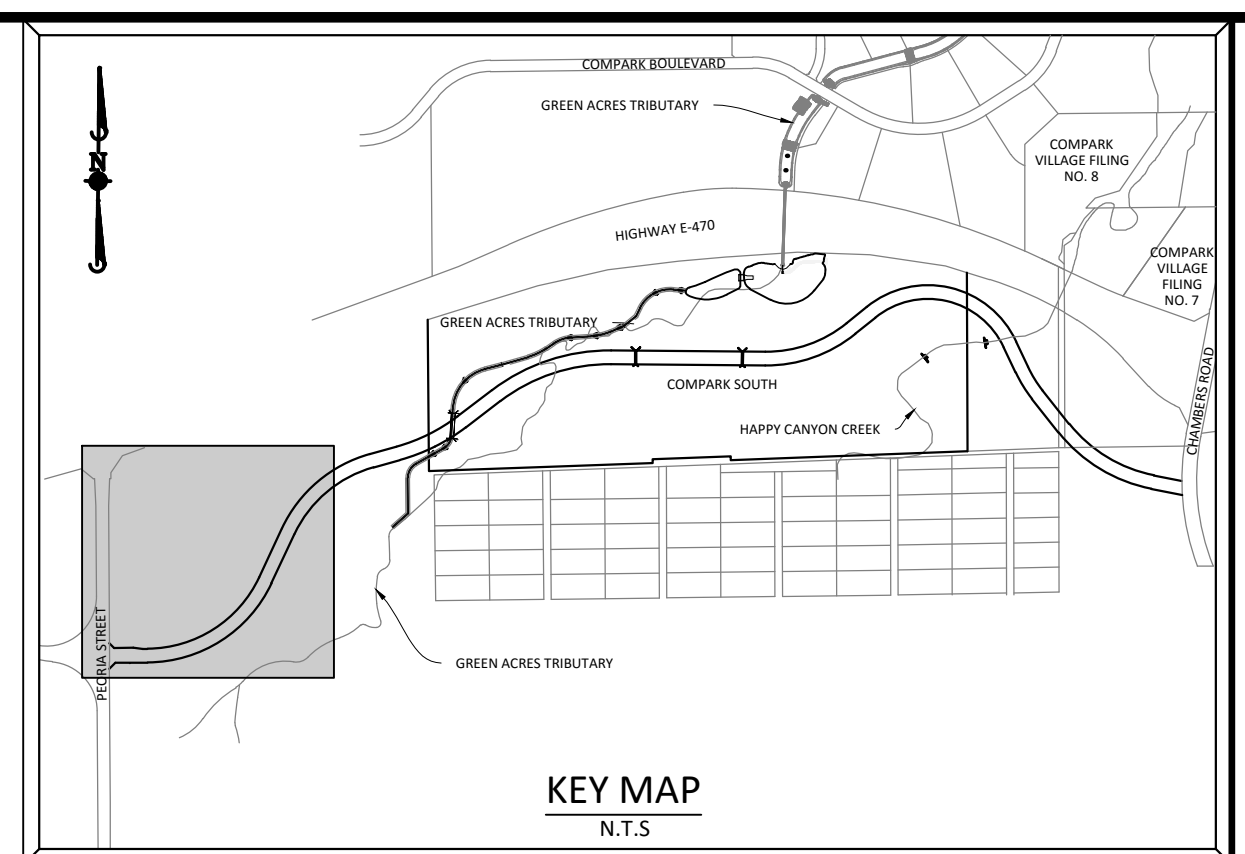 COMPARK BOULEVARD
GREEN ACRES TRIBUTARY
COMPARK
VILLAGE FILING
NO. 8
N
HIGHWAY E-470
COMPARK
VILLAGE
FILING
NO. 7
GREEN ACRES TRIBUTARY
COMPARK SOUTH
HAPPY CANYON CREEK
CHAMBERS ROAD
PEORIA STREET
GREEN ACRES TRIBUTARY
KEY MAP
N.T.S